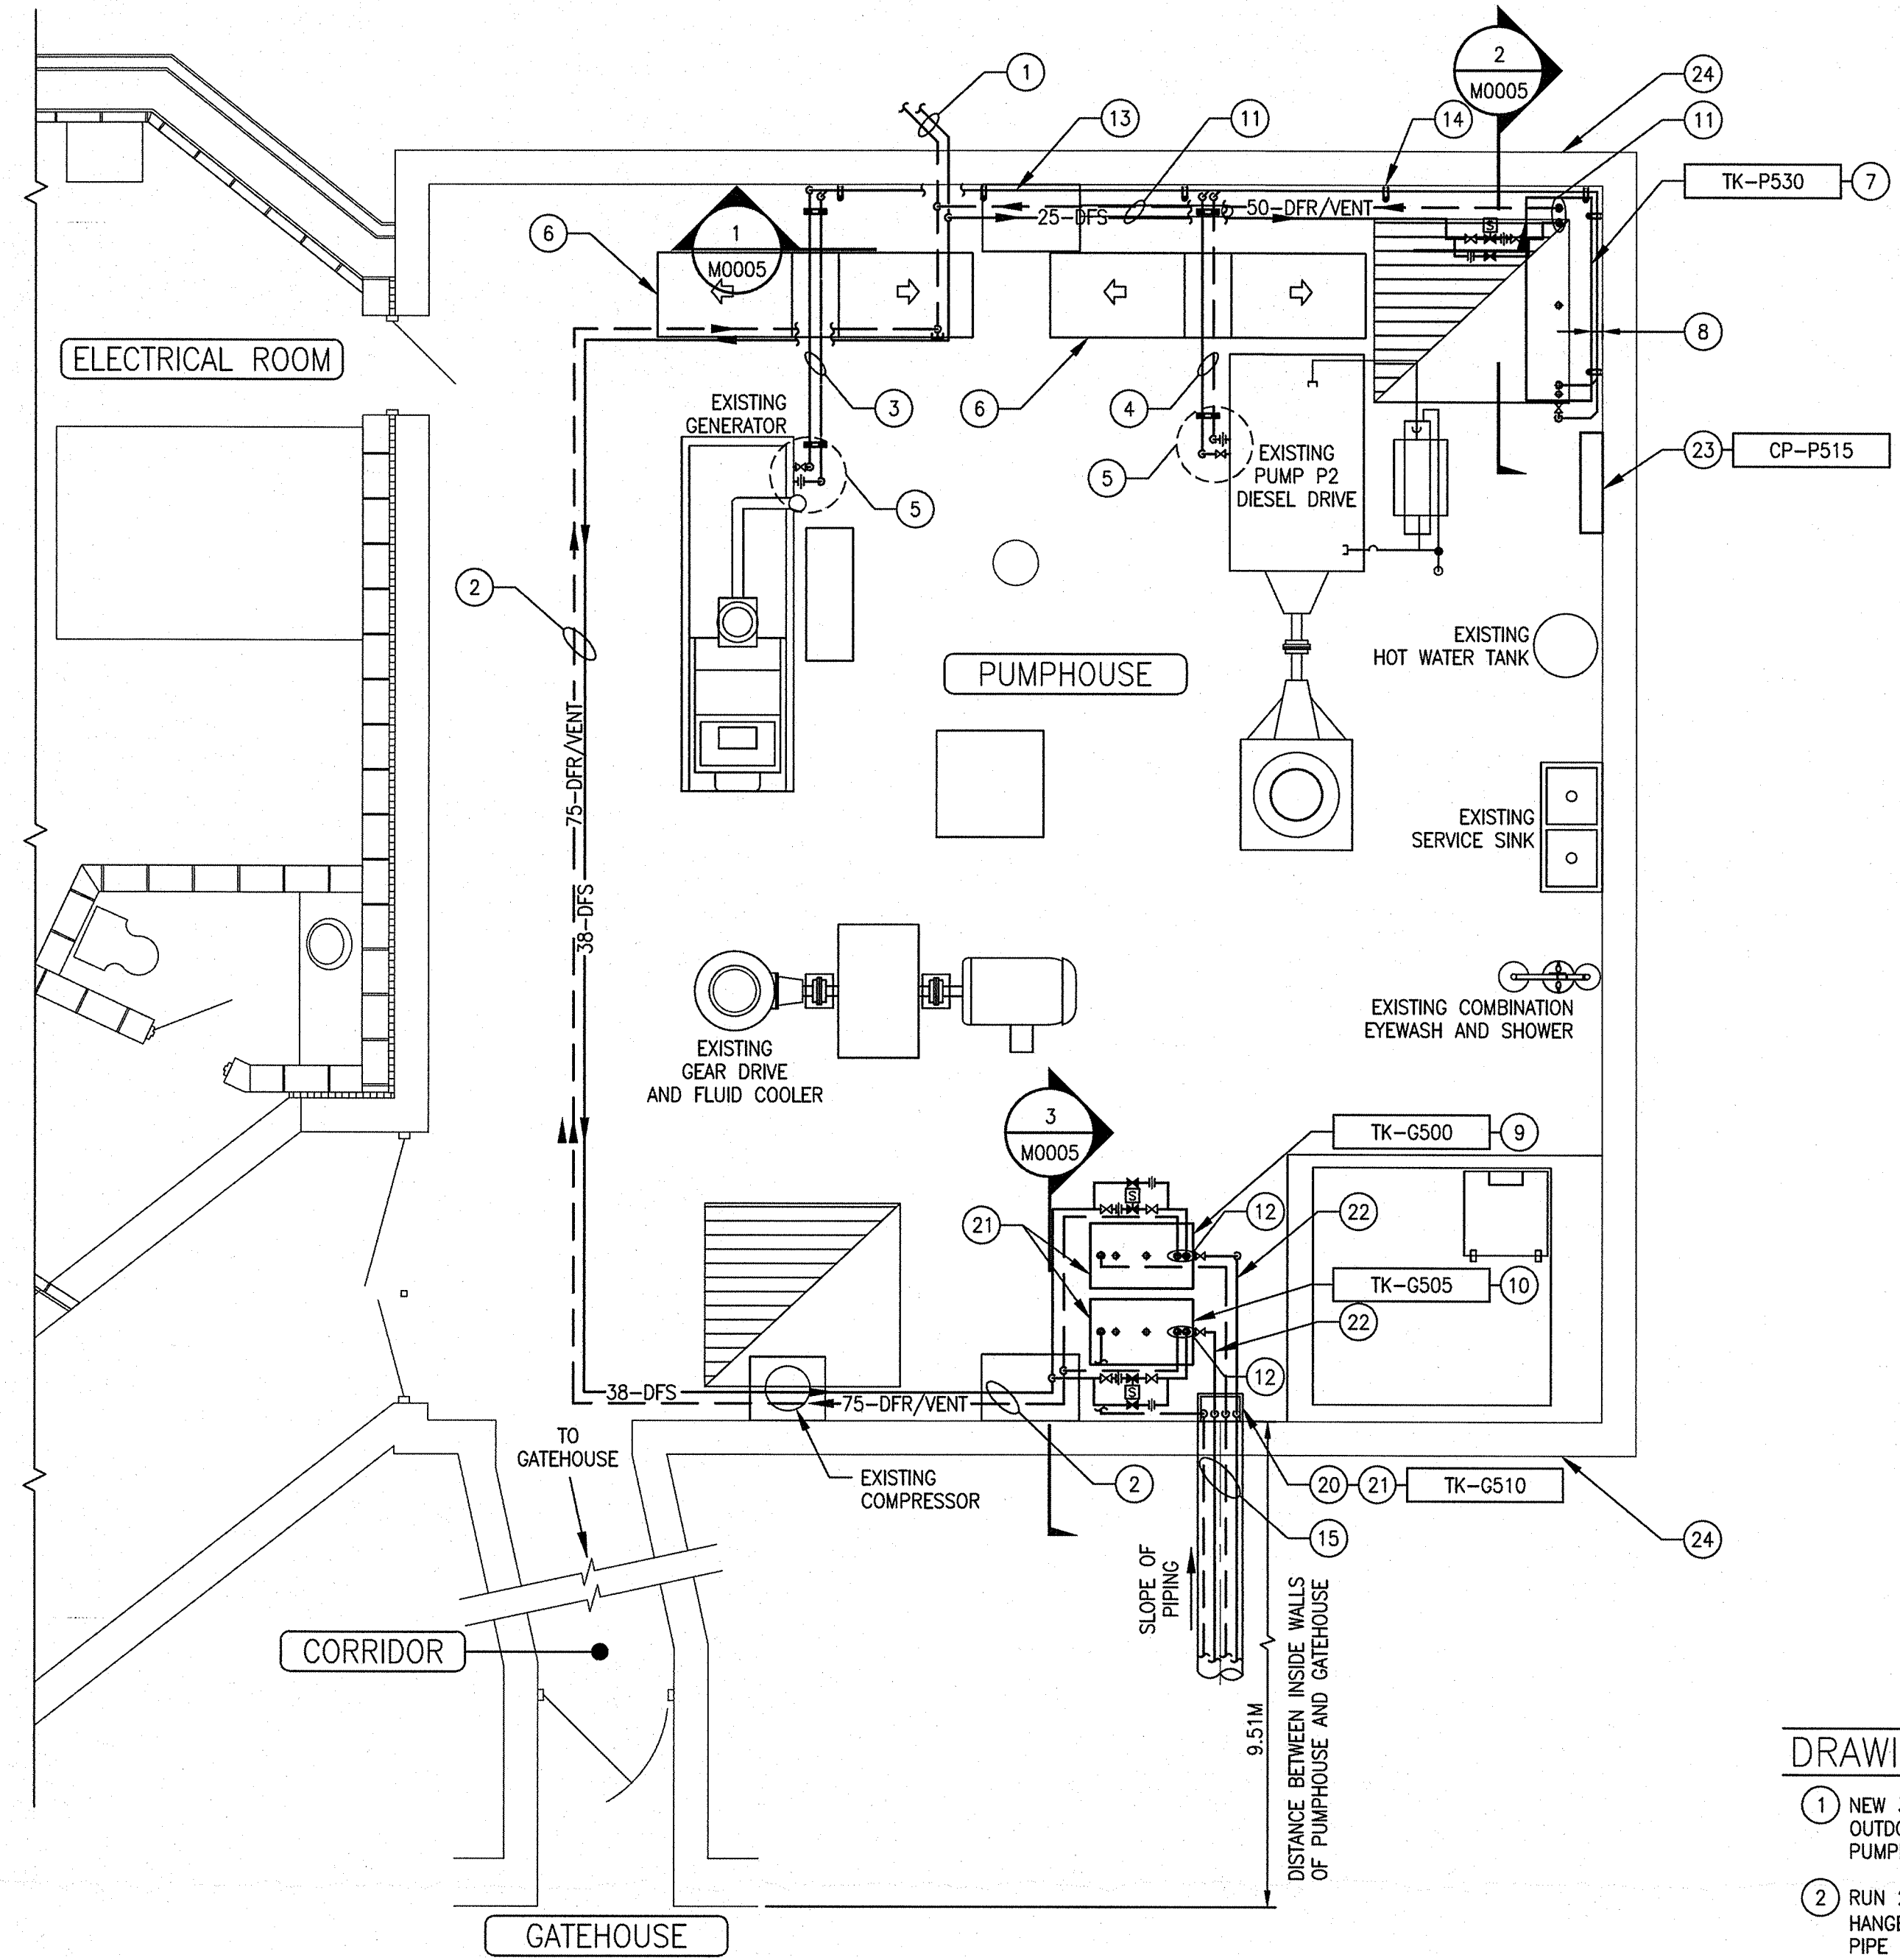 1
2
M0005
24
13
11
14
11
TK-P530
7
50-DFR/VENT
25-DFS
S
6
1
M0005
ELECTRICAL ROOM
8
EXISTING
GENERATOR
3
6
4
5
EXISTING
PUMP P2
DIESEL DRIVE
23
CP-P515
5
2
EXISTING
HOT WATER TANK
PUMPHOUSE
75-DFR/VENT
38-DFS
EXISTING
SERVICE SINK
EXISTING COMBINATION
EYEWASH AND SHOWER
EXISTING
GEAR DRIVE
AND FLUID COOLER
3
M0005
TK-G500
9
S
21
12
22
TK-G505
10
22
12
S
38-DFS
75-DFR/VENT
TO
GATEHOUSE
EXISTING
COMPRESSOR
2
20
21
TK-G510
15
24
SLOPE OF
PIPING
CORRIDOR
9.51M
DISTANCE BETWEEN INSIDE WALLS
OF PUMPHOUSE AND GATEHOUSE
GATEHOUSE
DRAWI
1 NEW
OUTDO
PUMP
2 RUN
HANGE
PIPE